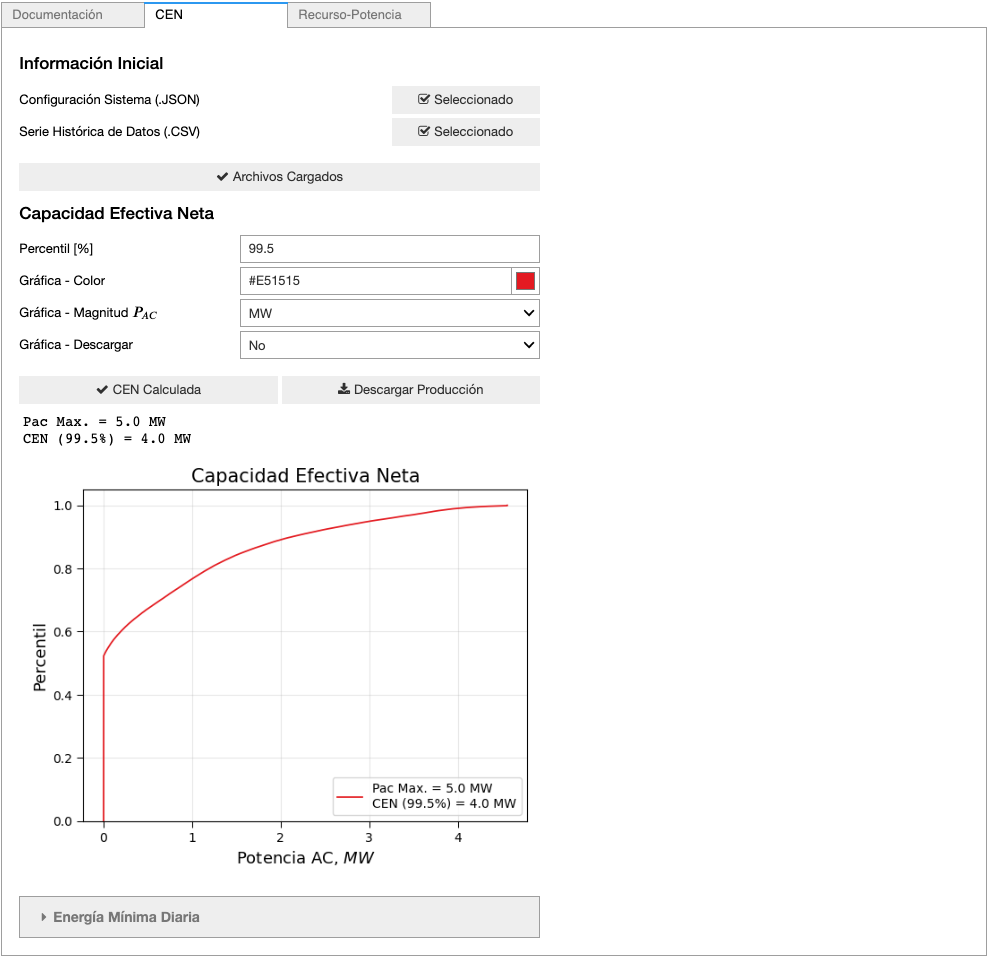 Documentación CEN Recurso-Potencia
Información Inicial
Configuración Sistema (.JSON) Seleccionado
Serie Histórica de Datos (.CSV) Seleccionado
Archivos Cargados
Capacidad Efectiva Neta
Percentil [%] 99.5
Gráfica - Color #E51515
Gráfica - Magnitud P_AC MW
Gráfica - Descargar No
CEN Calculada Descargar Producción
Pac Max. = 5.0 MW
CEN (99.5%) = 4.0 MW
Capacidad Efectiva Neta
1.0
0.8
0.6
0.4
0.2
0.0
Percentil
Pac Max. = 5.0 MW
CEN (99.5%) = 4.0 MW
0 1 2 3 4
Potencia AC, MW
Energía Mínima Diaria